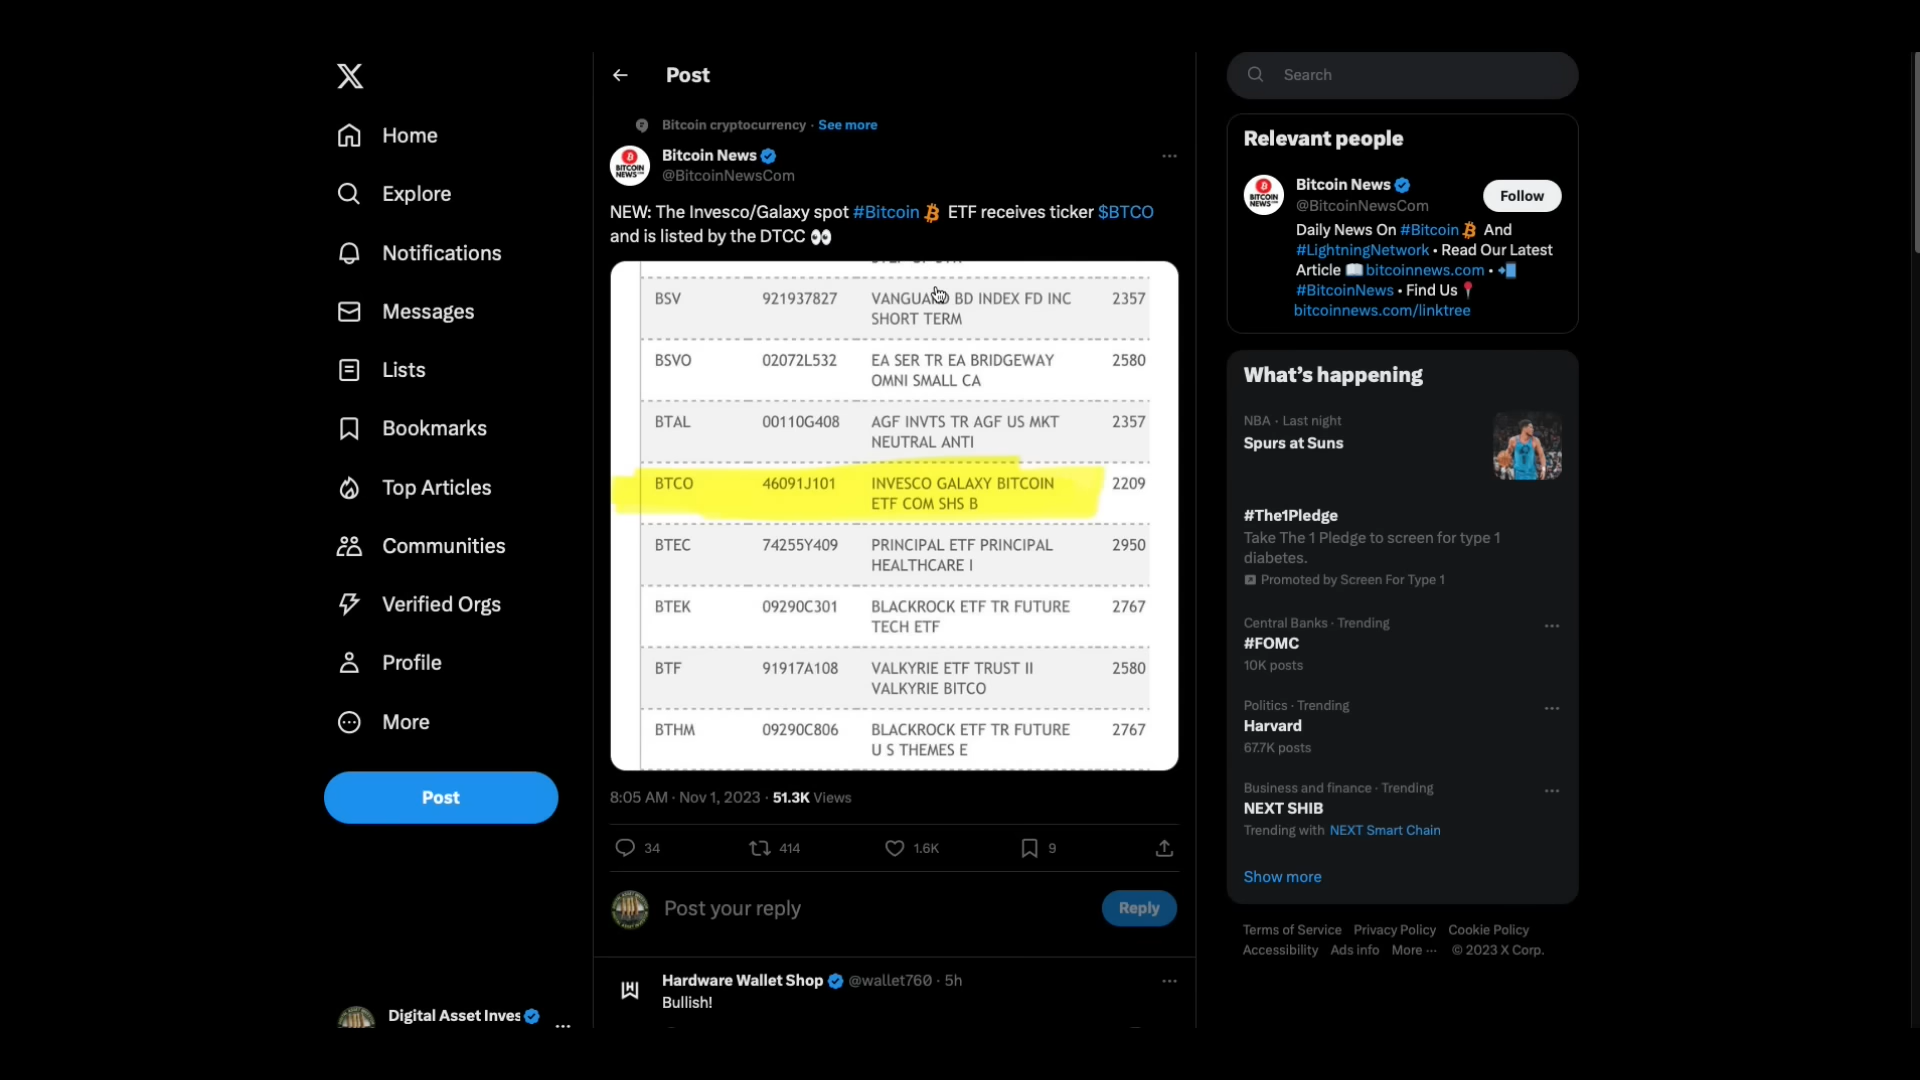 Home
Explore
Notifications
Messages
Lists
Bookmarks
Top Articles
Communities
Verified Orgs
Profile
More
Post
Digital Asset Inves
Post
Bitcoin cryptocurrency · See more
Bitcoin News
@BitcoinNewsCom
NEW: The Invesco/Galaxy spot #Bitcoin ETF receives ticker $BTCO
and is listed by the DTCC 👀
BSV 921937827 VANGUARD BD INDEX FD INC 2357
SHORT TERM
BSVO 02072L532 EA SER TR EA BRIDGEWAY 2580
OMNI SMALL CA
BTAL 00110G408 AGF INVTS TR AGF US MKT 2357
NEUTRAL ANTI
BTCO 46091J101 INVESCO GALAXY BITCOIN 2209
ETF COM SHS B
BTEC 74255Y409 PRINCIPAL ETF PRINCIPAL 2950
HEALTHCARE I
BTEK 09290C301 BLACKROCK ETF TR FUTURE 2767
TECH ETF
BTF 91917A108 VALKYRIE ETF TRUST II 2580
VALKYRIE BITCO
BTHM 09290C806 BLACKROCK ETF TR FUTURE 2767
U S THEMES E
8:05 AM · Nov 1, 2023 · 51.3K Views
34 414 1.6K 9
Post your reply
Reply
Hardware Wallet Shop @wallet760 · 5h
Bullish!
Search
Relevant people
Bitcoin News
@BitcoinNewsCom
Follow
Daily News On #Bitcoin And
#LightningNetwork • Read Our Latest
Article 📖 bitcoinnews.com • 📲
#BitcoinNews • Find Us 📍
bitcoinnews.com/linktree
What's happening
NBA · Last night
Spurs at Suns
#The1Pledge
Take The 1 Pledge to screen for type 1
diabetes.
Promoted by Screen For Type 1
Central Banks · Trending
#FOMC
10K posts
Politics · Trending
Harvard
67.7K posts
Business and finance · Trending
NEXT SHIB
Trending with NEXT Smart Chain
Show more
Terms of Service Privacy Policy Cookie Policy
Accessibility Ads info More ··· © 2023 X Corp.